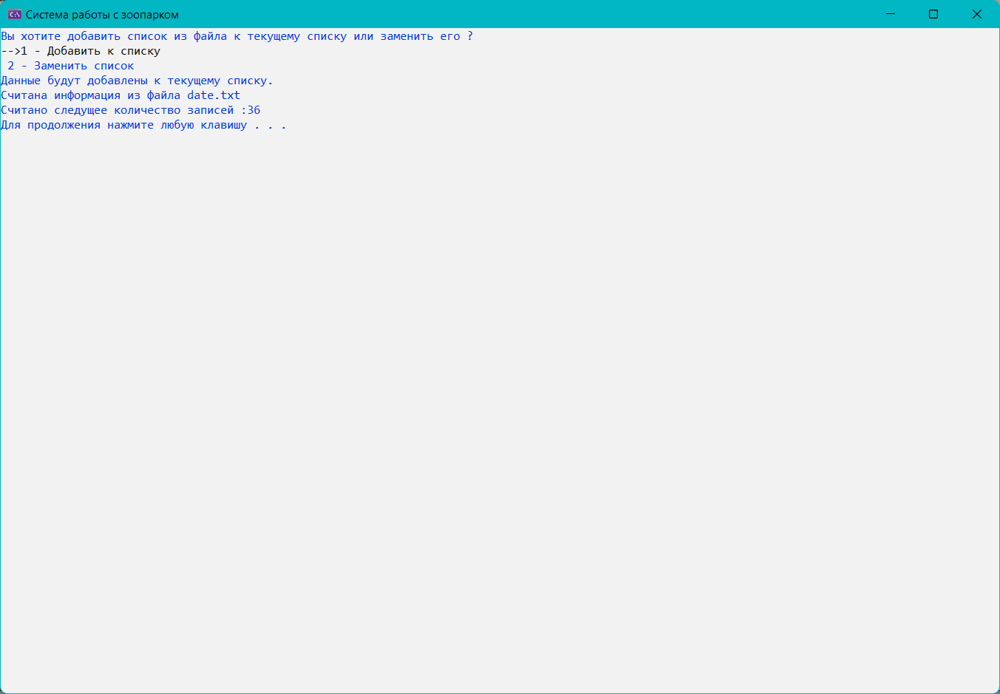 Система работы с зоопарком
Вы хотите добавить список из файла к текущему списку или заменить его ?
-->1 - Добавить к списку
2 - Заменить список
Данные будут добавлены к текущему списку.
Считана информация из файла date.txt
Считано следущее количество записей :36
Для продолжения нажмите любую клавишу . . .